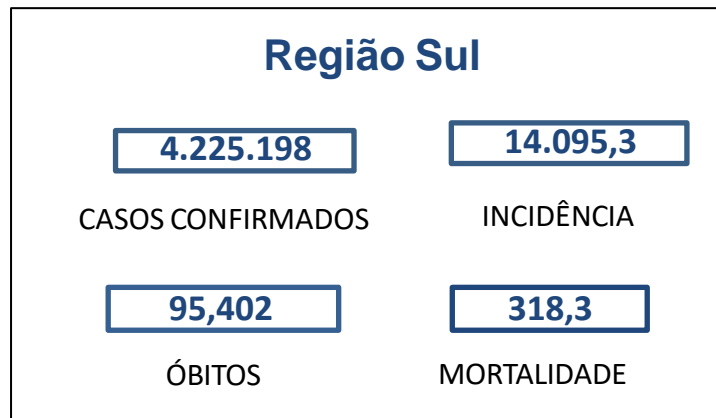 Região Sul
4.225.198
14.095,3
CASOS CONFIRMADOS
INCIDÊNCIA
95,402
318,3
ÓBITOS
MORTALIDADE